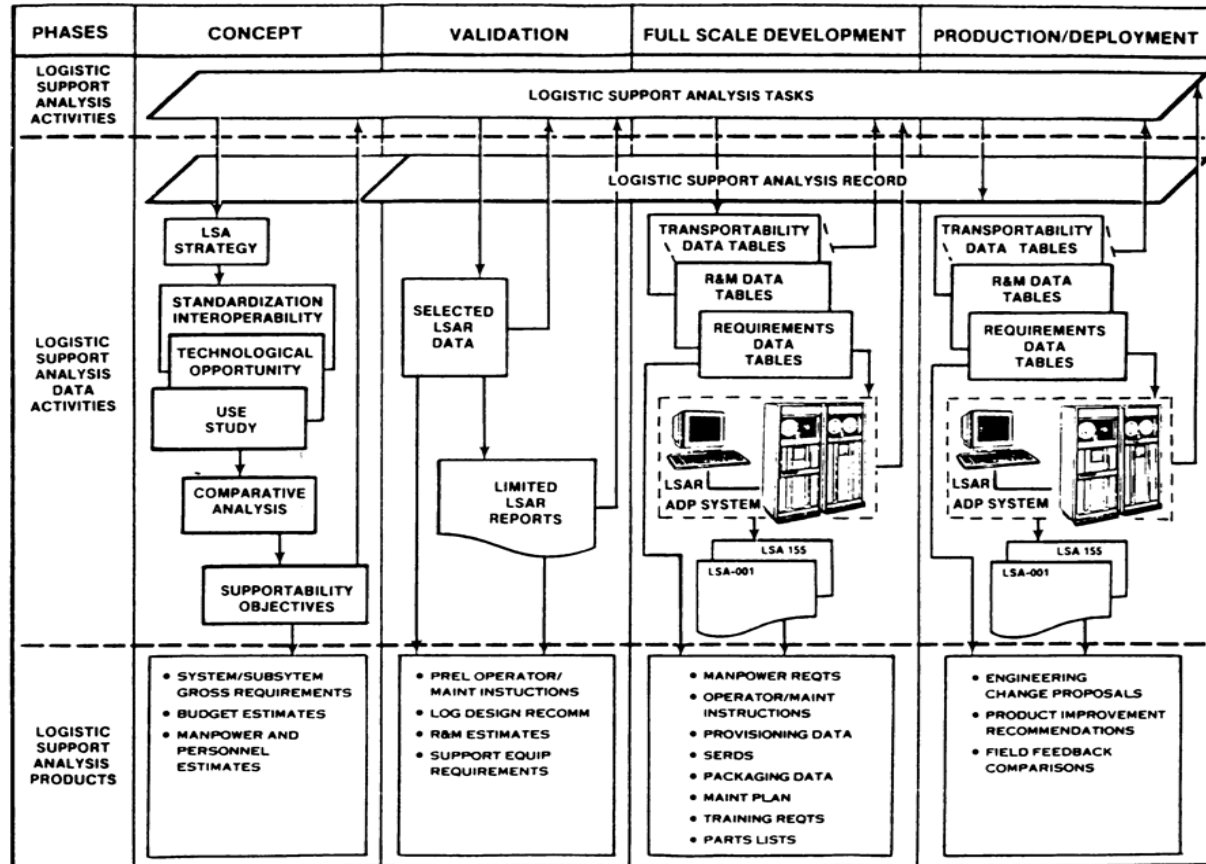 PHASES
CONCEPT
VALIDATION
FULL SCALE DEVELOPMENT
PRODUCTION/DEPLOYMENT
LOGISTIC
SUPPORT
ANALYSIS
ACTIVITIES
LOGISTIC SUPPORT ANALYSIS TASKS
LOGISTIC SUPPORT ANALYSIS RECORD
LOGISTIC
SUPPORT
ANALYSIS
DATA
ACTIVITIES
LSA
STRATEGY
STANDARDIZATION
INTEROPERABILITY
TECHNOLOGICAL
OPPORTUNITY
USE
STUDY
COMPARATIVE
ANALYSIS
SUPPORTABILITY
OBJECTIVES
SELECTED
LSAR
DATA
LIMITED
LSAR
REPORTS
TRANSPORTABILITY
DATA TABLES
R&M DATA
TABLES
REQUIREMENTS
DATA
TABLES
LSAR
ADP SYSTEM
LSA 155
LSA-001
TRANSPORTABILITY
DATA TABLES
R&M DATA
TABLES
REQUIREMENTS
DATA
TABLES
LSAR
ADP SYSTEM
LSA 155
LSA-001
LOGISTIC
SUPPORT
ANALYSIS
PRODUCTS
• SYSTEM/SUBSYTEM
GROSS REQUIREMENTS
• BUDGET ESTIMATES
• MANPOWER AND
PERSONNEL
ESTIMATES
• PREL OPERATOR/
MAINT INSTUCTIONS
• LOG DESIGN RECOMM
• R&M ESTIMATES
• SUPPORT EQUIP
REQUIREMENTS
• MANPOWER REQTS
• OPERATOR/MAINT
INSTRUCTIONS
• PROVISIONING DATA
• SERDS
• PACKAGING DATA
• MAINT PLAN
• TRAINING REQTS
• PARTS LISTS
• ENGINEERING
CHANGE PROPOSALS
• PRODUCT IMPROVEMENT
RECOMMENDATIONS
• FIELD FEEDBACK
COMPARISONS